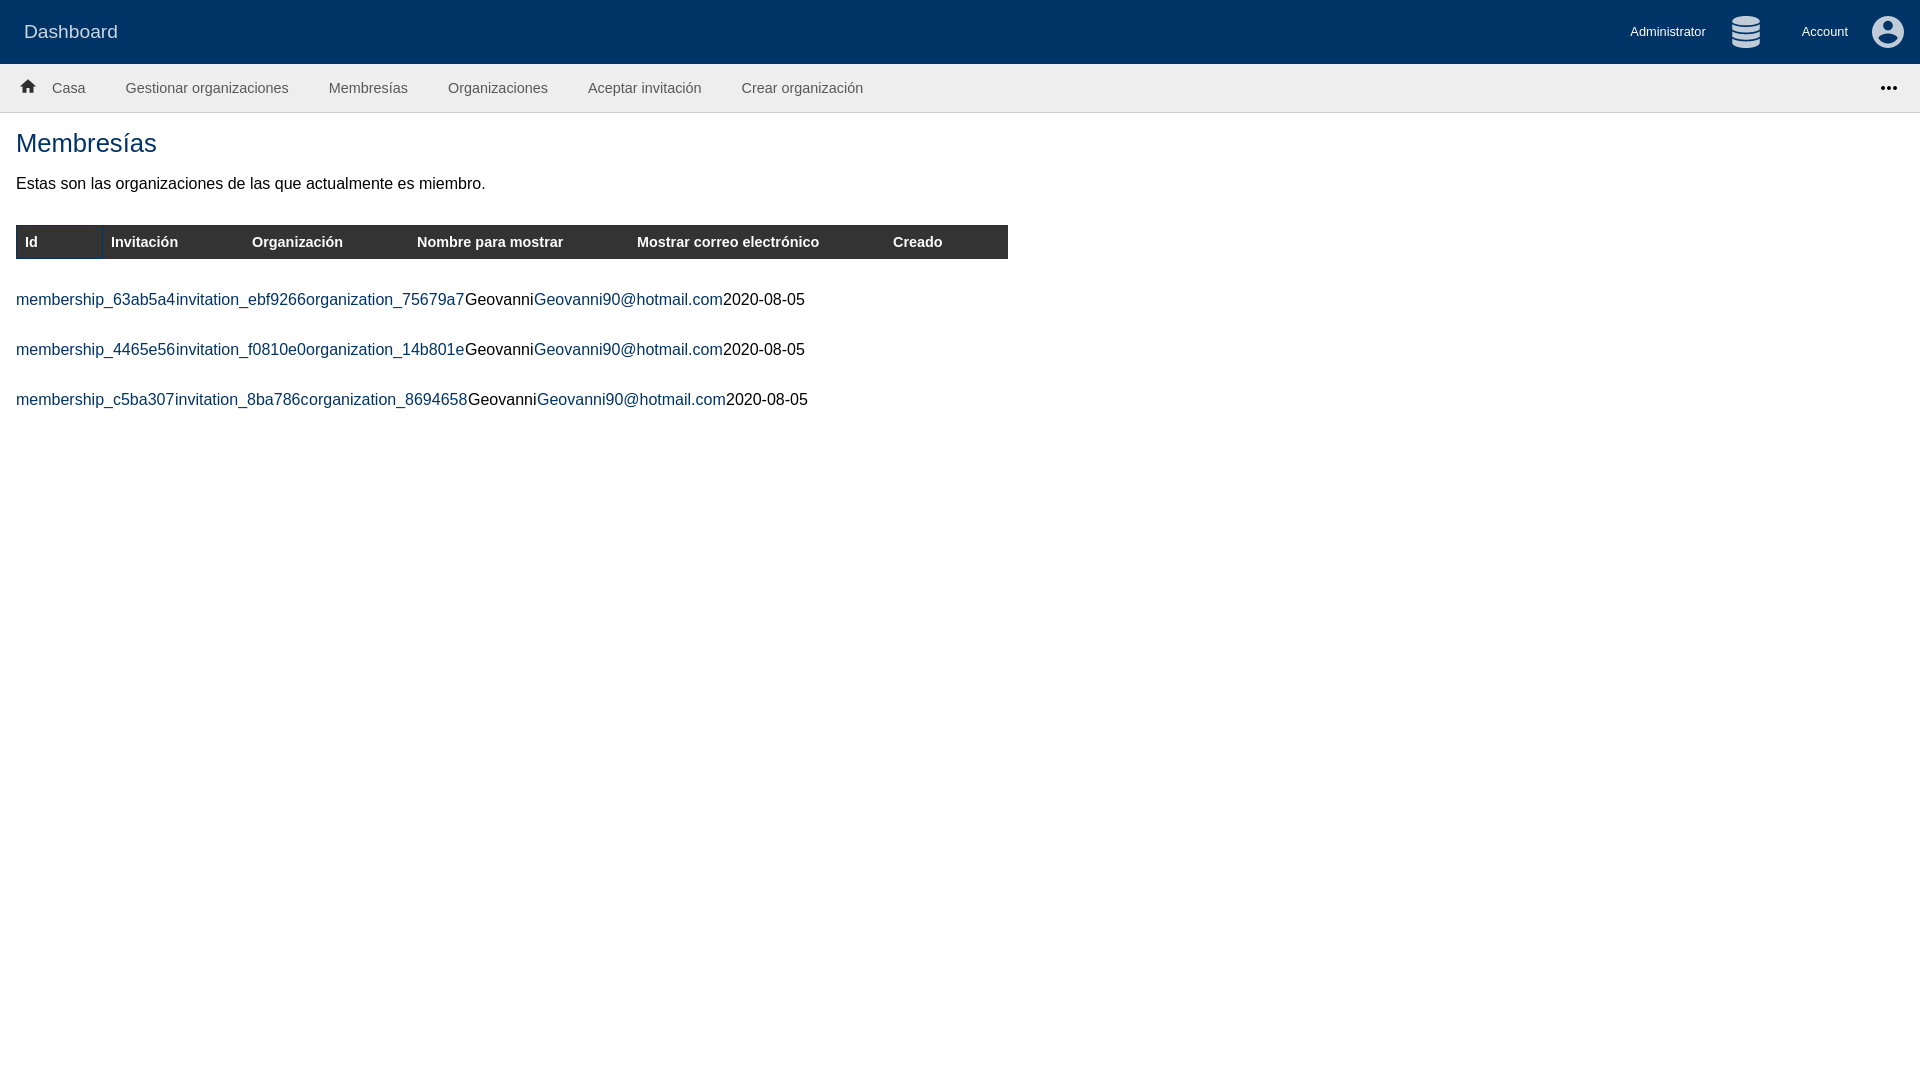 Dashboard Administrator Account
Casa Gestionar organizaciones Membresías Organizaciones Aceptar invitación Crear organización
Membresías
Estas son las organizaciones de las que actualmente es miembro.
Id Invitación Organización Nombre para mostrar Mostrar correo electrónico Creado
membership_63ab5a4invitation_ebf9266organization_75679a7GeovanniGeovanni90@hotmail.com2020-08-05
membership_4465e56invitation_f0810e0organization_14b801eGeovanniGeovanni90@hotmail.com2020-08-05
membership_c5ba307invitation_8ba786corganization_8694658GeovanniGeovanni90@hotmail.com2020-08-05